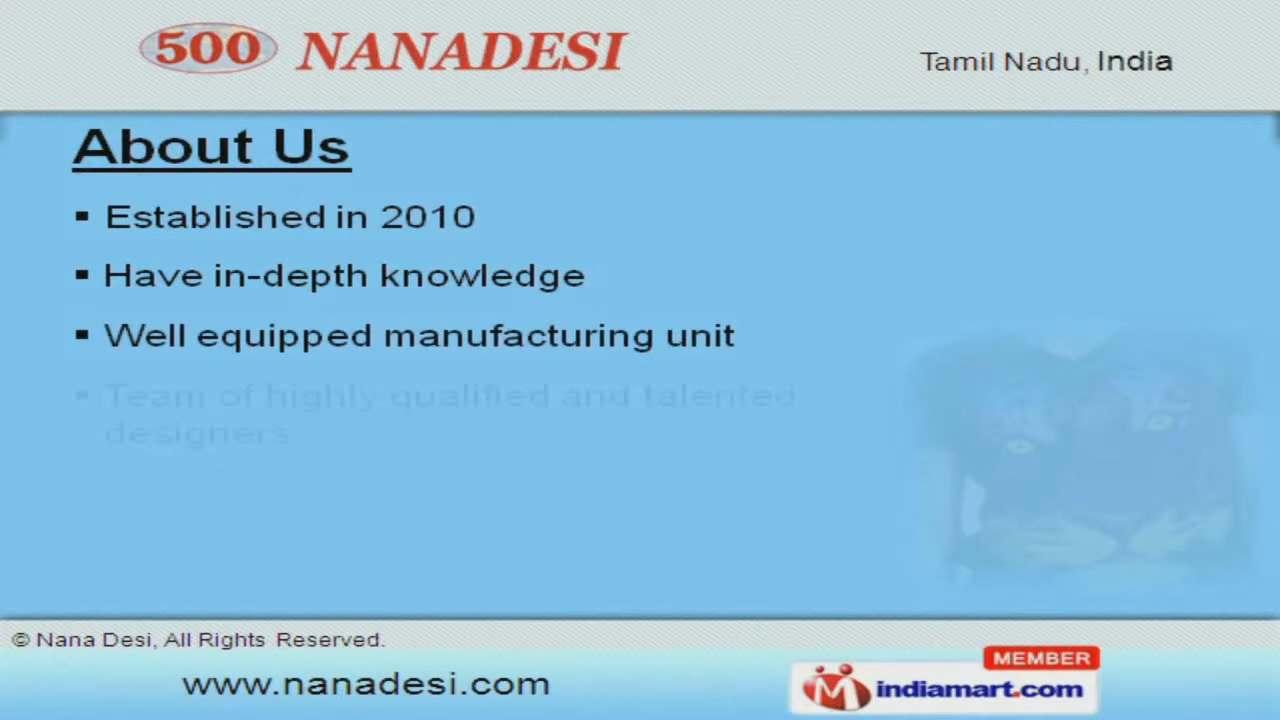 500 NANADESI
Tamil Nadu, India
About Us
▪ Established in 2010
▪ Have in-depth knowledge
▪ Well equipped manufacturing unit
▪ Team of highly qualified and talented
designers
© Nana Desi, All Rights Reserved.
www.nanadesi.com
MEMBER
indiamart.com